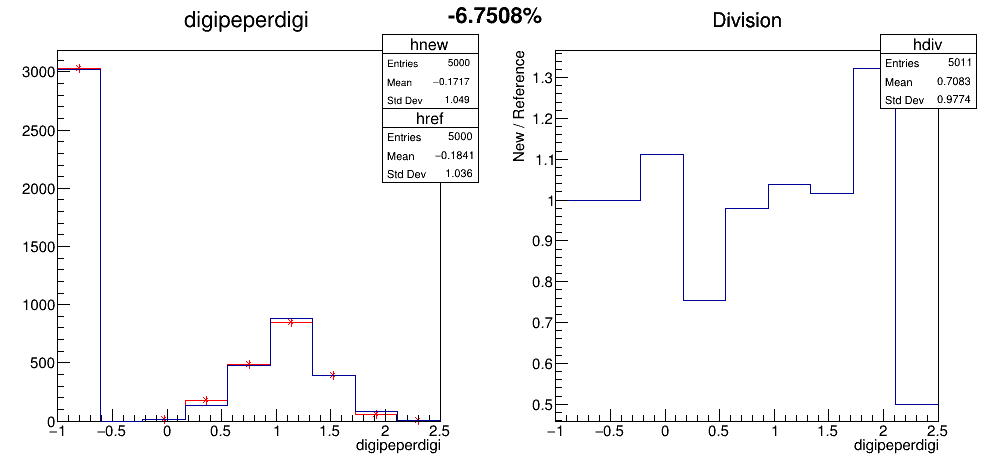 digipeperdigi
-6.7508%
Division
hnew
Entries 5000
Mean −0.1717
Std Dev 1.049
href
Entries 5000
Mean −0.1841
Std Dev 1.036
3000
2500
2000
1500
1000
500
0
−1 −0.5 0 0.5 1 1.5 2 2.5
digipeperdigi
hdiv
Entries 5011
Mean 0.7083
Std Dev 0.9774
New / Reference
1.3
1.2
1.1
1
0.9
0.8
0.7
0.6
0.5
−1 −0.5 0 0.5 1 1.5 2 2.5
digipeperdigi